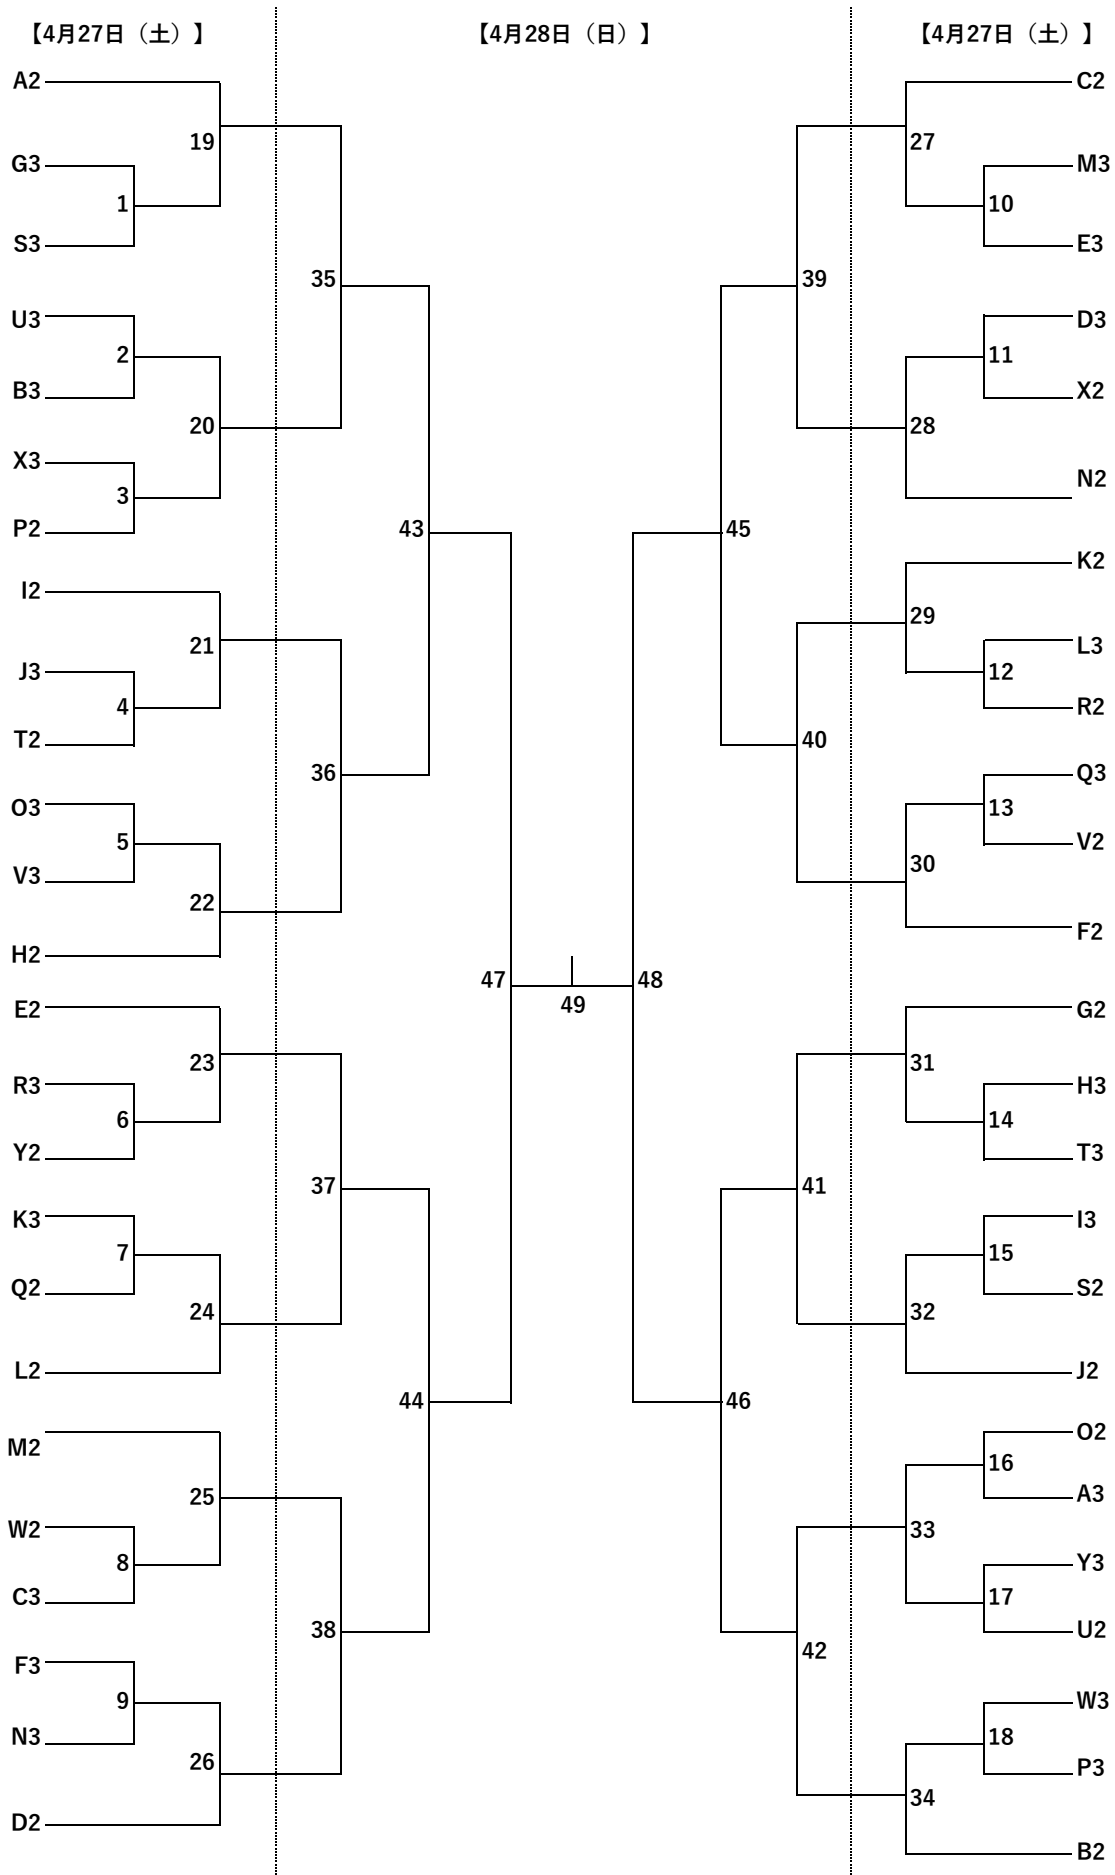 【4月27日（土）】
【4月28日（日）】
【4月27日（土）】
A2
19
G3
1
S3
35
U3
2
B3
20
X3
3
P2
43
I2
21
J3
4
T2
36
O3
5
V3
22
H2
47
49
48
E2
23
R3
6
Y2
37
K3
7
Q2
24
L2
44
M2
25
W2
8
C3
38
F3
9
N3
26
D2
C2
27
M3
10
E3
39
D3
11
X2
28
N2
45
K2
29
L3
12
R2
40
Q3
13
V2
30
F2
G2
31
H3
14
T3
41
I3
15
S2
32
J2
46
O2
16
A3
33
Y3
17
U2
42
W3
18
P3
34
B2